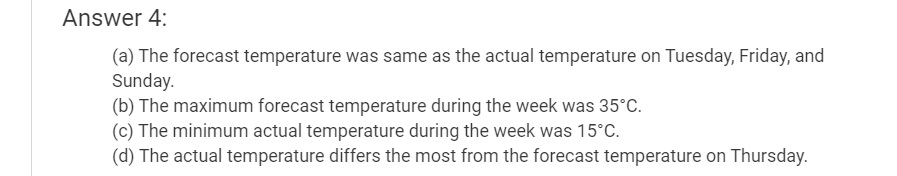 Answer 4:
(a) The forecast temperature was same as the actual temperature on Tuesday, Friday, and
Sunday.
(b) The maximum forecast temperature during the week was 35°C.
(c) The minimum actual temperature during the week was 15°C.
(d) The actual temperature differs the most from the forecast temperature on Thursday.